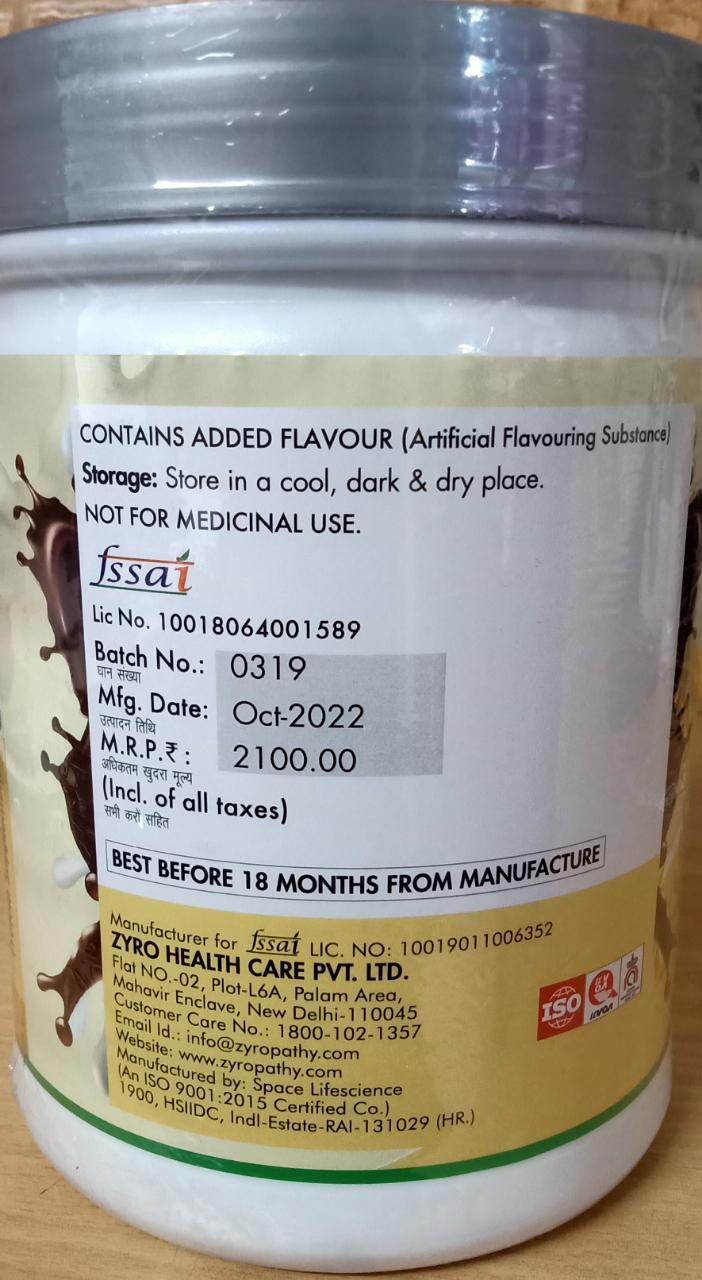 CONTAINS ADDED FLAVOUR (Artificial Flavouring Substance)
Storage: Store in a cool, dark & dry place.
NOT FOR MEDICINAL USE.
fssai
Lic No. 10018064001589
Batch No.: 0319
घान संख्या
Mfg. Date: Oct-2022
उत्पादन तिथि
M.R.P.₹ : 2100.00
अधिकतम खुदरा मूल्य
(Incl. of all taxes)
सभी करों सहित
BEST BEFORE 18 MONTHS FROM MANUFACTURE
Manufacturer for fssai LIC. NO: 10019011006352
ZYRO HEALTH CARE PVT. LTD.
Flat NO.-02, Plot-L6A, Palam Area,
Mahavir Enclave, New Delhi-110045
Customer Care No.: 1800-102-1357
Email Id.: info@zyropathy.com
Website: www.zyropathy.com
Manufactured by: Space Lifescience
(An ISO 9001:2015 Certified Co.)
1900, HSIIDC, Indl-Estate-RAI-131029 (HR.)
ISO